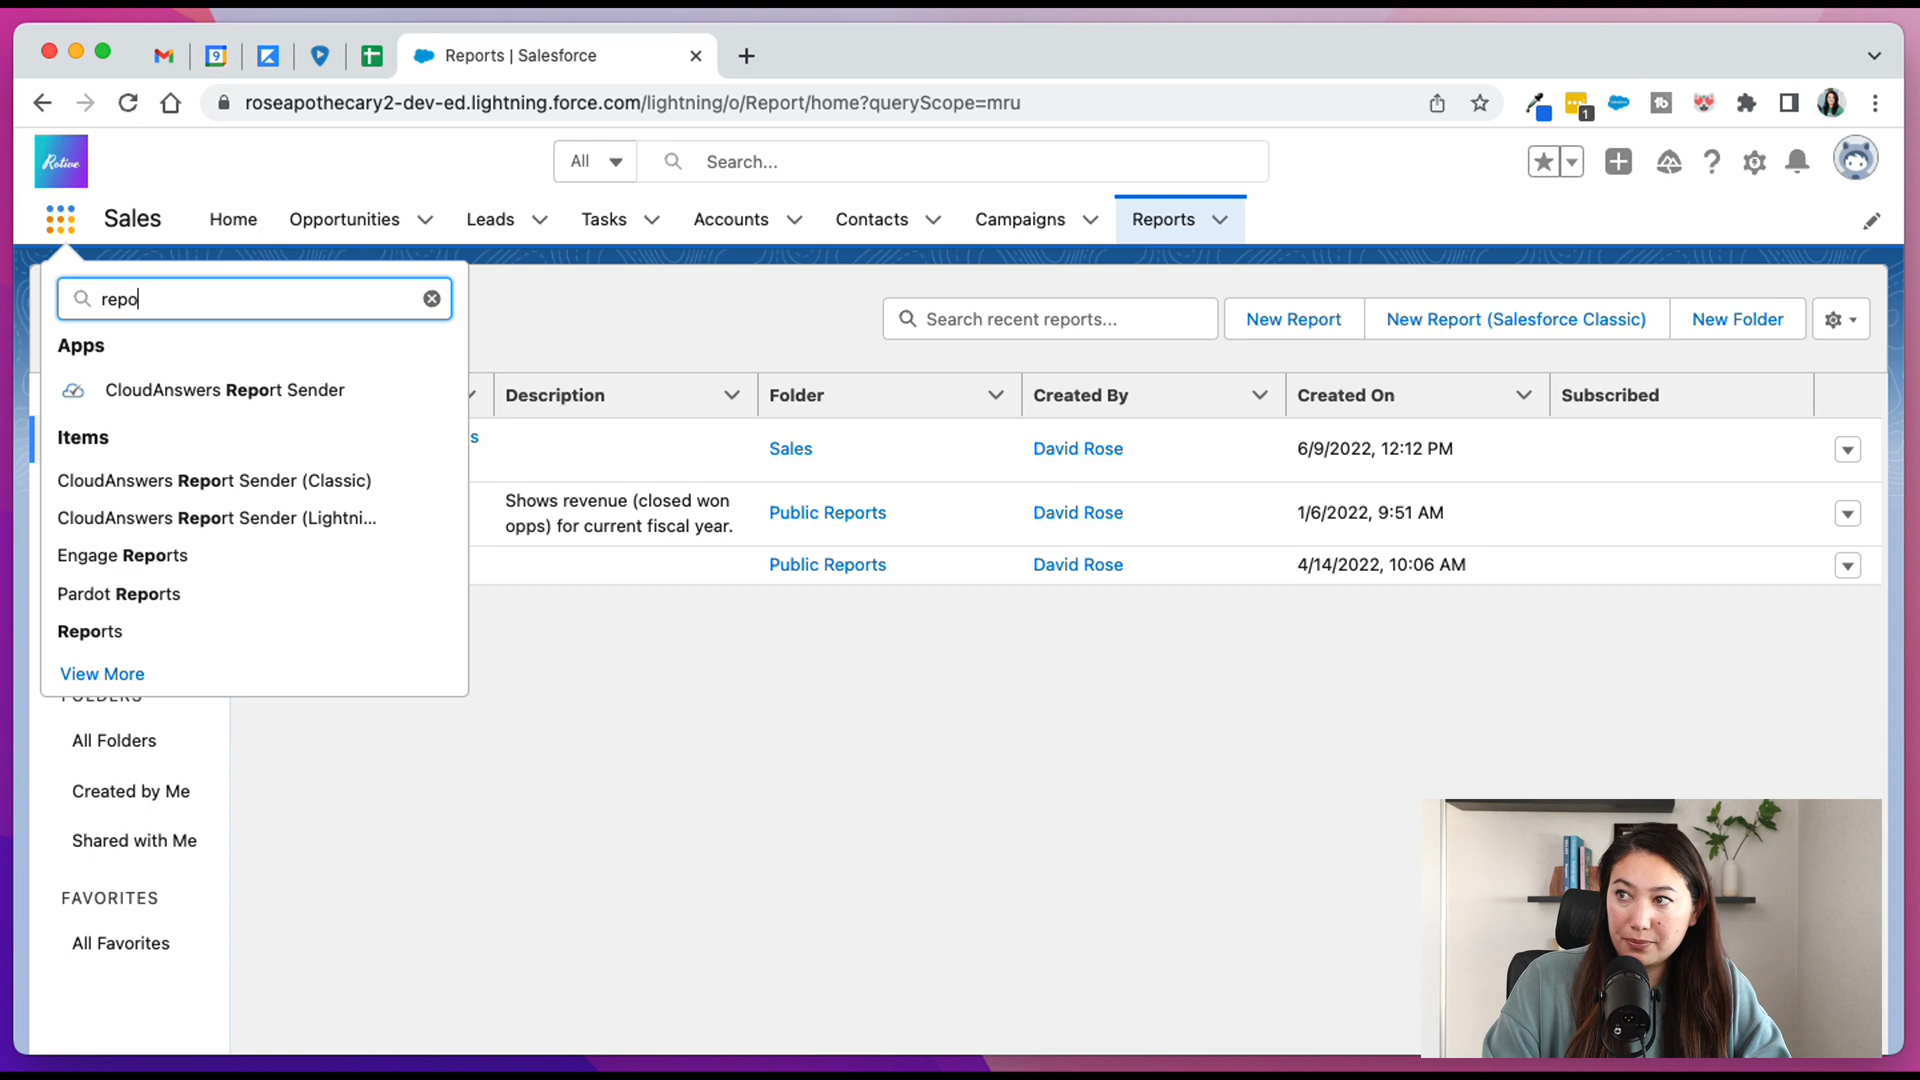 9
Reports | Salesforce
roseapothecary2-dev-ed.lightning.force.com/lightning/o/Report/home?queryScope=mru
1
Rotive
All
Search...
Sales
Home
Opportunities
Leads
Tasks
Accounts
Contacts
Campaigns
Reports
repo
Search recent reports...
New Report
New Report (Salesforce Classic)
New Folder
Apps
CloudAnswers Report Sender
Items
CloudAnswers Report Sender (Classic)
CloudAnswers Report Sender (Lightni...
Engage Reports
Pardot Reports
Reports
View More
Description
Folder
Created By
Created On
Subscribed
s
Sales
David Rose
6/9/2022, 12:12 PM
Shows revenue (closed won
opps) for current fiscal year.
Public Reports
David Rose
1/6/2022, 9:51 AM
Public Reports
David Rose
4/14/2022, 10:06 AM
FOLDERS
All Folders
Created by Me
Shared with Me
FAVORITES
All Favorites